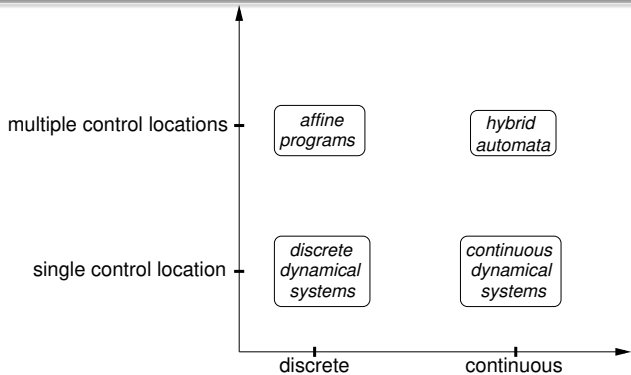 multiple control locations
affine
programs
hybrid
automata
single control location
discrete
dynamical
systems
continuous
dynamical
systems
discrete
continuous